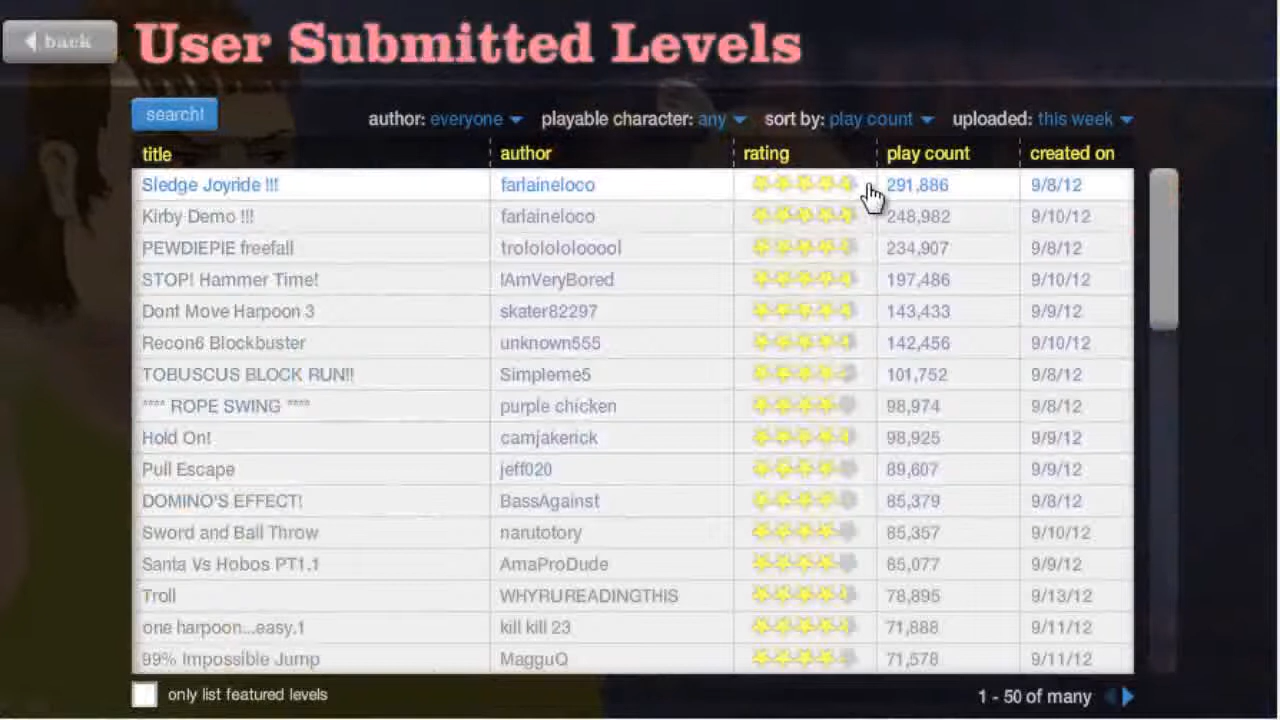 back
User Submitted Levels
search!
author: everyone playable character: any sort by: play count uploaded: this week
title author rating play count created on
Sledge Joyride !!! farlaineloco 291,886 9/8/12
Kirby Demo !!! farlaineloco 248,982 9/10/12
PEWDIEPIE freefall trofolololoool 234,907 9/8/12
STOP! Hammer Time! IAmVeryBored 197,486 9/10/12
Dont Move Harpoon 3 skater82297 143,433 9/9/12
Recon6 Blockbuster unknown555 142,456 9/10/12
TOBUSCUS BLOCK RUN!! Simpleme5 101,752 9/8/12
**** ROPE SWING **** purple chicken 98,974 9/8/12
Hold On! camjakerick 98,925 9/9/12
Pull Escape jeff020 89,607 9/9/12
DOMINO'S EFFECT! BassAgainst 85,379 9/8/12
Sword and Ball Throw narutotory 85,357 9/10/12
Santa Vs Hobos PT1.1 AmaProDude 85,077 9/9/12
Troll WHYRUREADINGTHIS 78,895 9/13/12
one harpoon...easy.1 kill kill 23 71,888 9/11/12
99% Impossible Jump MagguQ 71,578 9/11/12
only list featured levels 1 - 50 of many